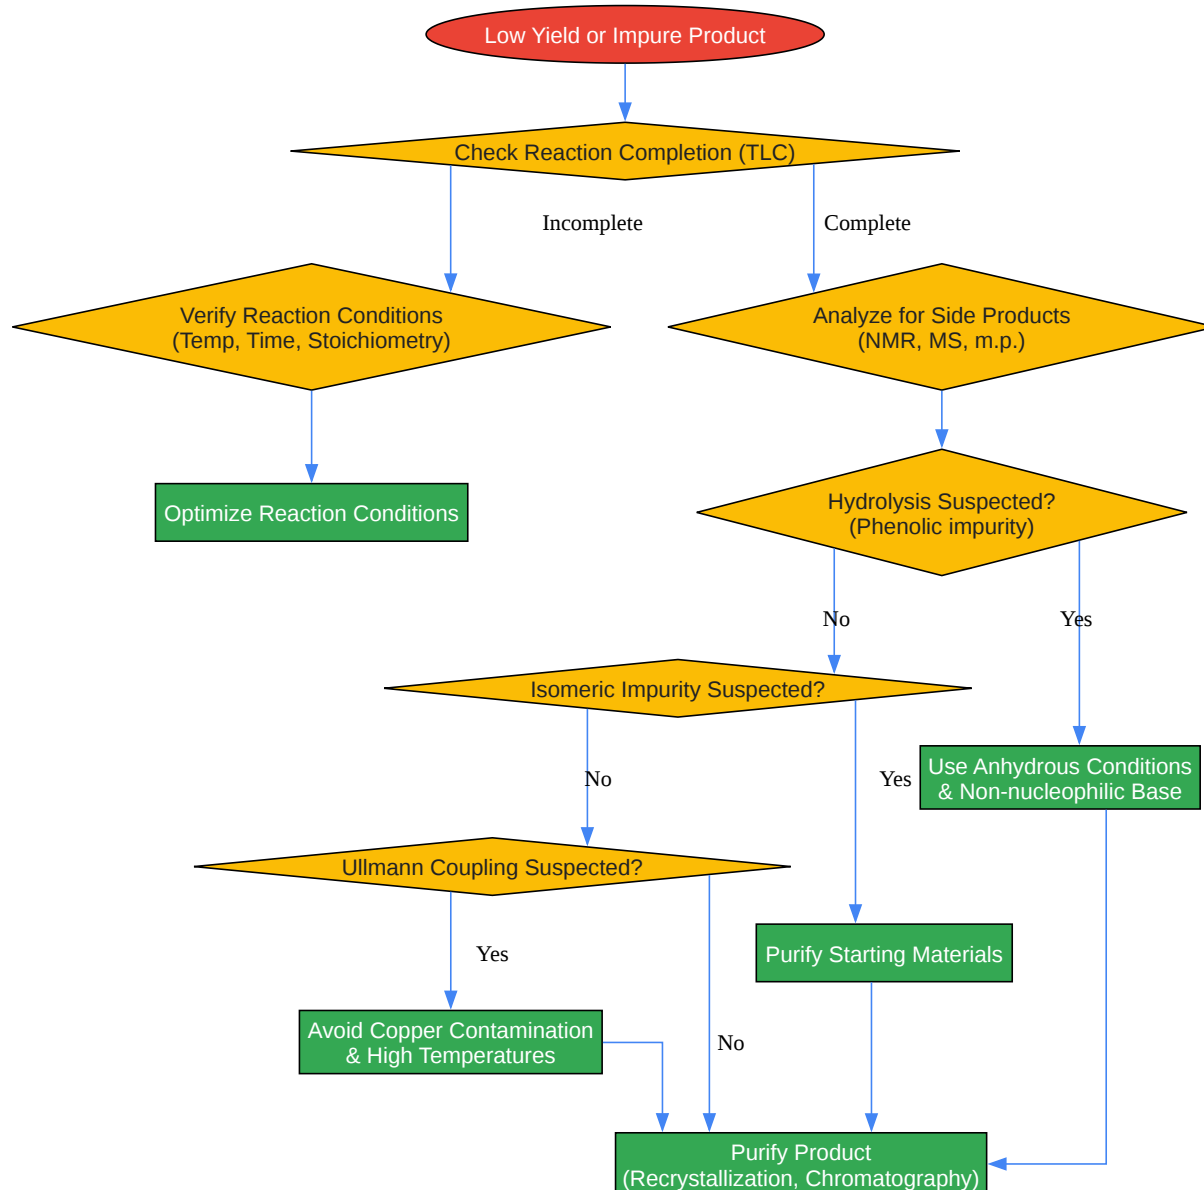 Low Yield or Impure Product
Check Reaction Completion (TLC)
Incomplete
Complete
Verify Reaction Conditions
(Temp, Time, Stoichiometry)
Analyze for Side Products
(NMR, MS, m.p.)
Optimize Reaction Conditions
Hydrolysis Suspected?
(Phenolic impurity)
No
Yes
Isomeric Impurity Suspected?
No
Yes
Use Anhydrous Conditions
& Non-nucleophilic Base
Ullmann Coupling Suspected?
Yes
Purify Starting Materials
Avoid Copper Contamination
& High Temperatures
No
Purify Product
(Recrystallization, Chromatography)